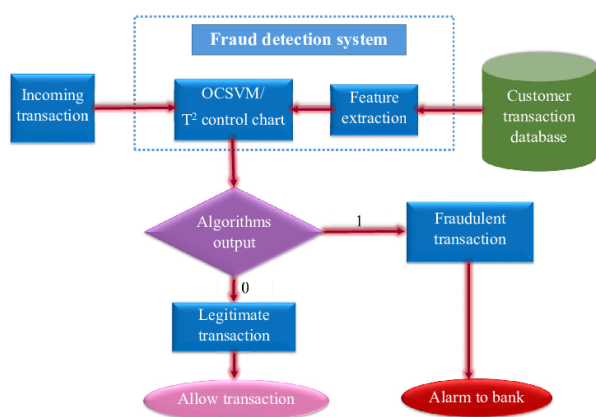 Fraud detection system
Incoming
transaction
OCSVM/
T² control chart
Feature
extraction
Customer
transaction
database
Algorithms
output
1
Fraudulent
transaction
0
Legitimate
transaction
Allow transaction
Alarm to bank